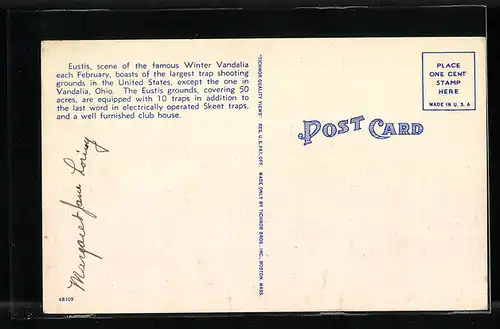 Eustis, scene of the famous Winter Vandalia
each February, boasts of the largest trap shooting
grounds in the United States, except the one in
Vandalia, Ohio. The Eustis grounds, covering 50
acres, are equipped with 10 traps in addition to
the last word in electrically operated Skeet traps,
and a well furnished club house.
Margaret Jane Loring
68109
"TICHNOR QUALITY VIEWS" REG. U.S. PAT. OFF. MADE ONLY BY TICHNOR BROS., INC., BOSTON, MASS.
POST CARD
PLACE
ONE CENT
STAMP
HERE
MADE IN U.S.A